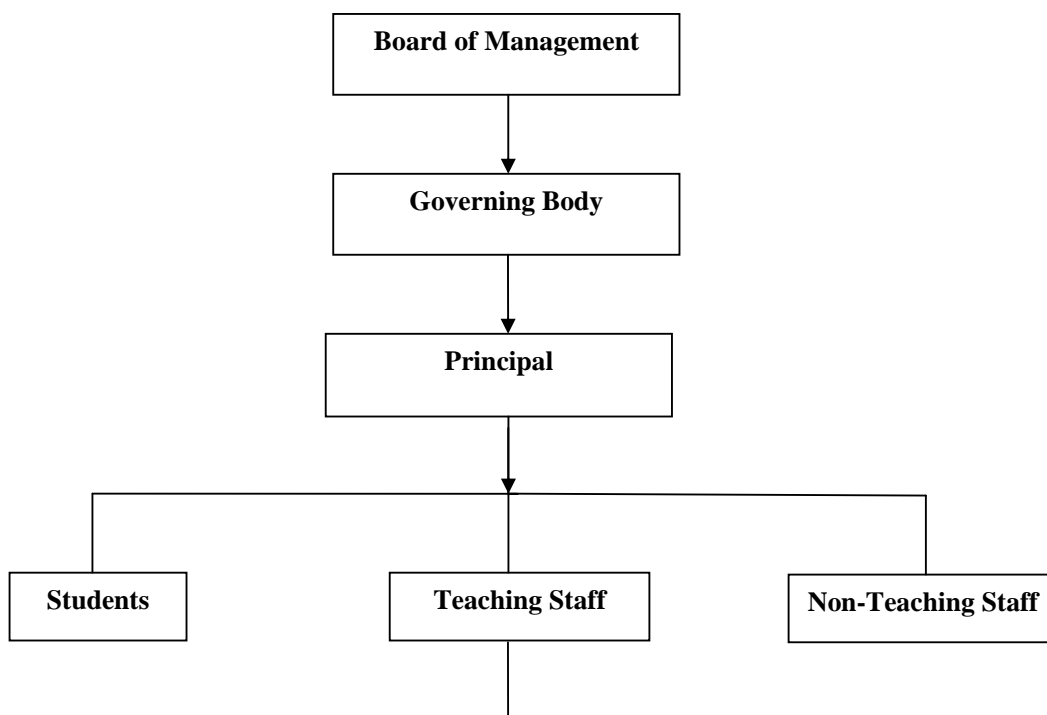 Board of Management
Governing Body
Principal
Students
Teaching Staff
Non-Teaching Staff